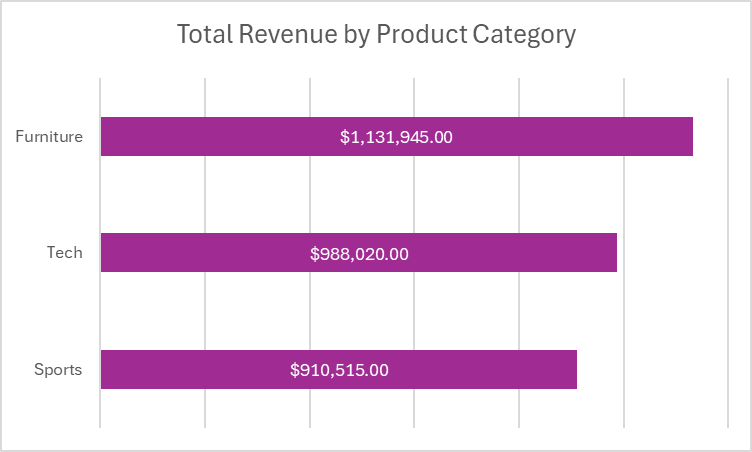 Total Revenue by Product Category
Furniture
$1,131,945.00
Tech
$988,020.00
Sports
$910,515.00